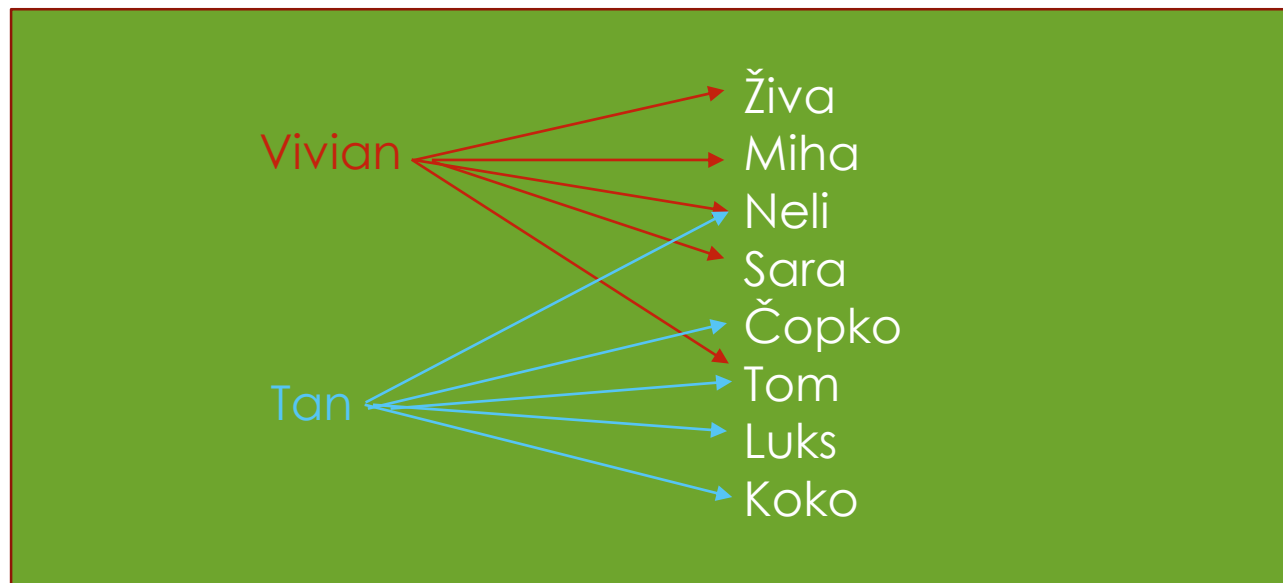 Živa
Vivian
Miha
Neli
Sara
Čopko
Tan
Tom
Luks
Koko